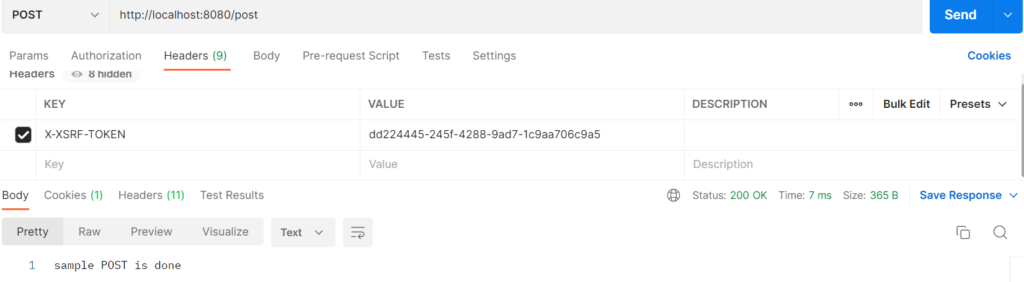 POST http://localhost:8080/post Send
Params Authorization Headers (9) Body Pre-request Script Tests Settings Cookies
Headers 8 hidden
KEY VALUE DESCRIPTION ooo Bulk Edit Presets
X-XSRF-TOKEN dd224445-245f-4288-9ad7-1c9aa706c9a5
Key Value Description
Body Cookies (1) Headers (11) Test Results Status: 200 OK Time: 7 ms Size: 365 B Save Response
Pretty Raw Preview Visualize Text
1 sample POST is done